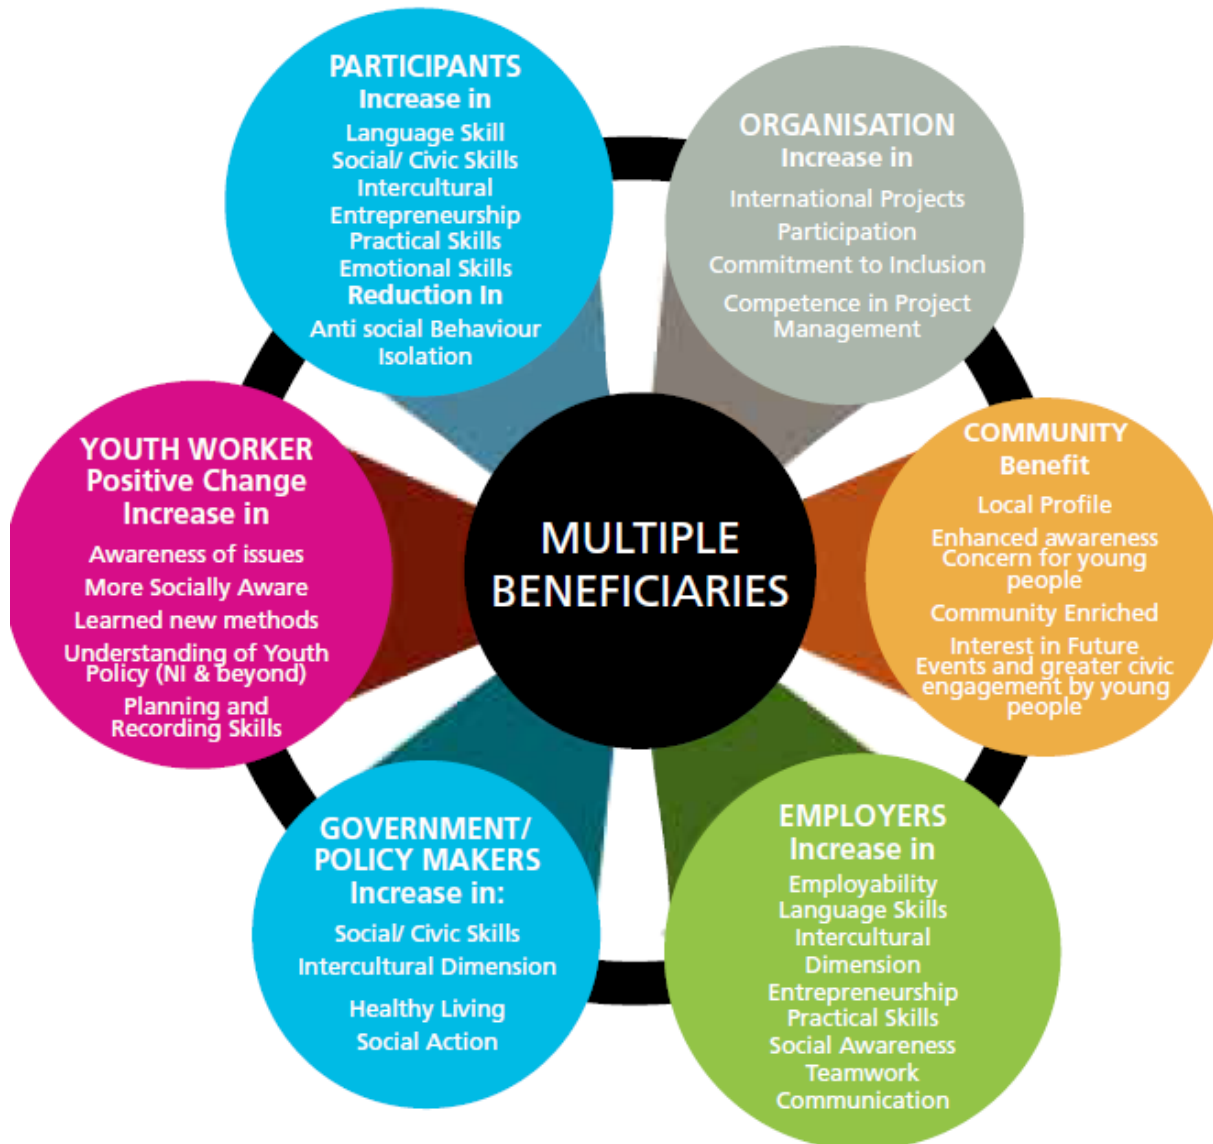 PARTICIPANTS
Increase in
Language Skill
Social/ Civic Skills
Intercultural
Entrepreneurship
Practical Skills
Emotional Skills
Reduction In
Anti social Behaviour
Isolation
ORGANISATION
Increase in
International Projects
Participation
Commitment to Inclusion
Competence in Project
Management
YOUTH WORKER
Positive Change
Increase in
Awareness of issues
More Socially Aware
Learned new methods
Understanding of Youth
Policy (NI & beyond)
Planning and
Recording Skills
MULTIPLE
BENEFICIARIES
COMMUNITY
Benefit
Local Profile
Enhanced awareness
Concern for young
people
Community Enriched
Interest in Future
Events and greater civic
engagement by young
people
GOVERNMENT/
POLICY MAKERS
Increase in:
Social/ Civic Skills
Intercultural Dimension
Healthy Living
Social Action
EMPLOYERS
Increase in
Employability
Language Skills
Intercultural
Dimension
Entrepreneurship
Practical Skills
Social Awareness
Teamwork
Communication